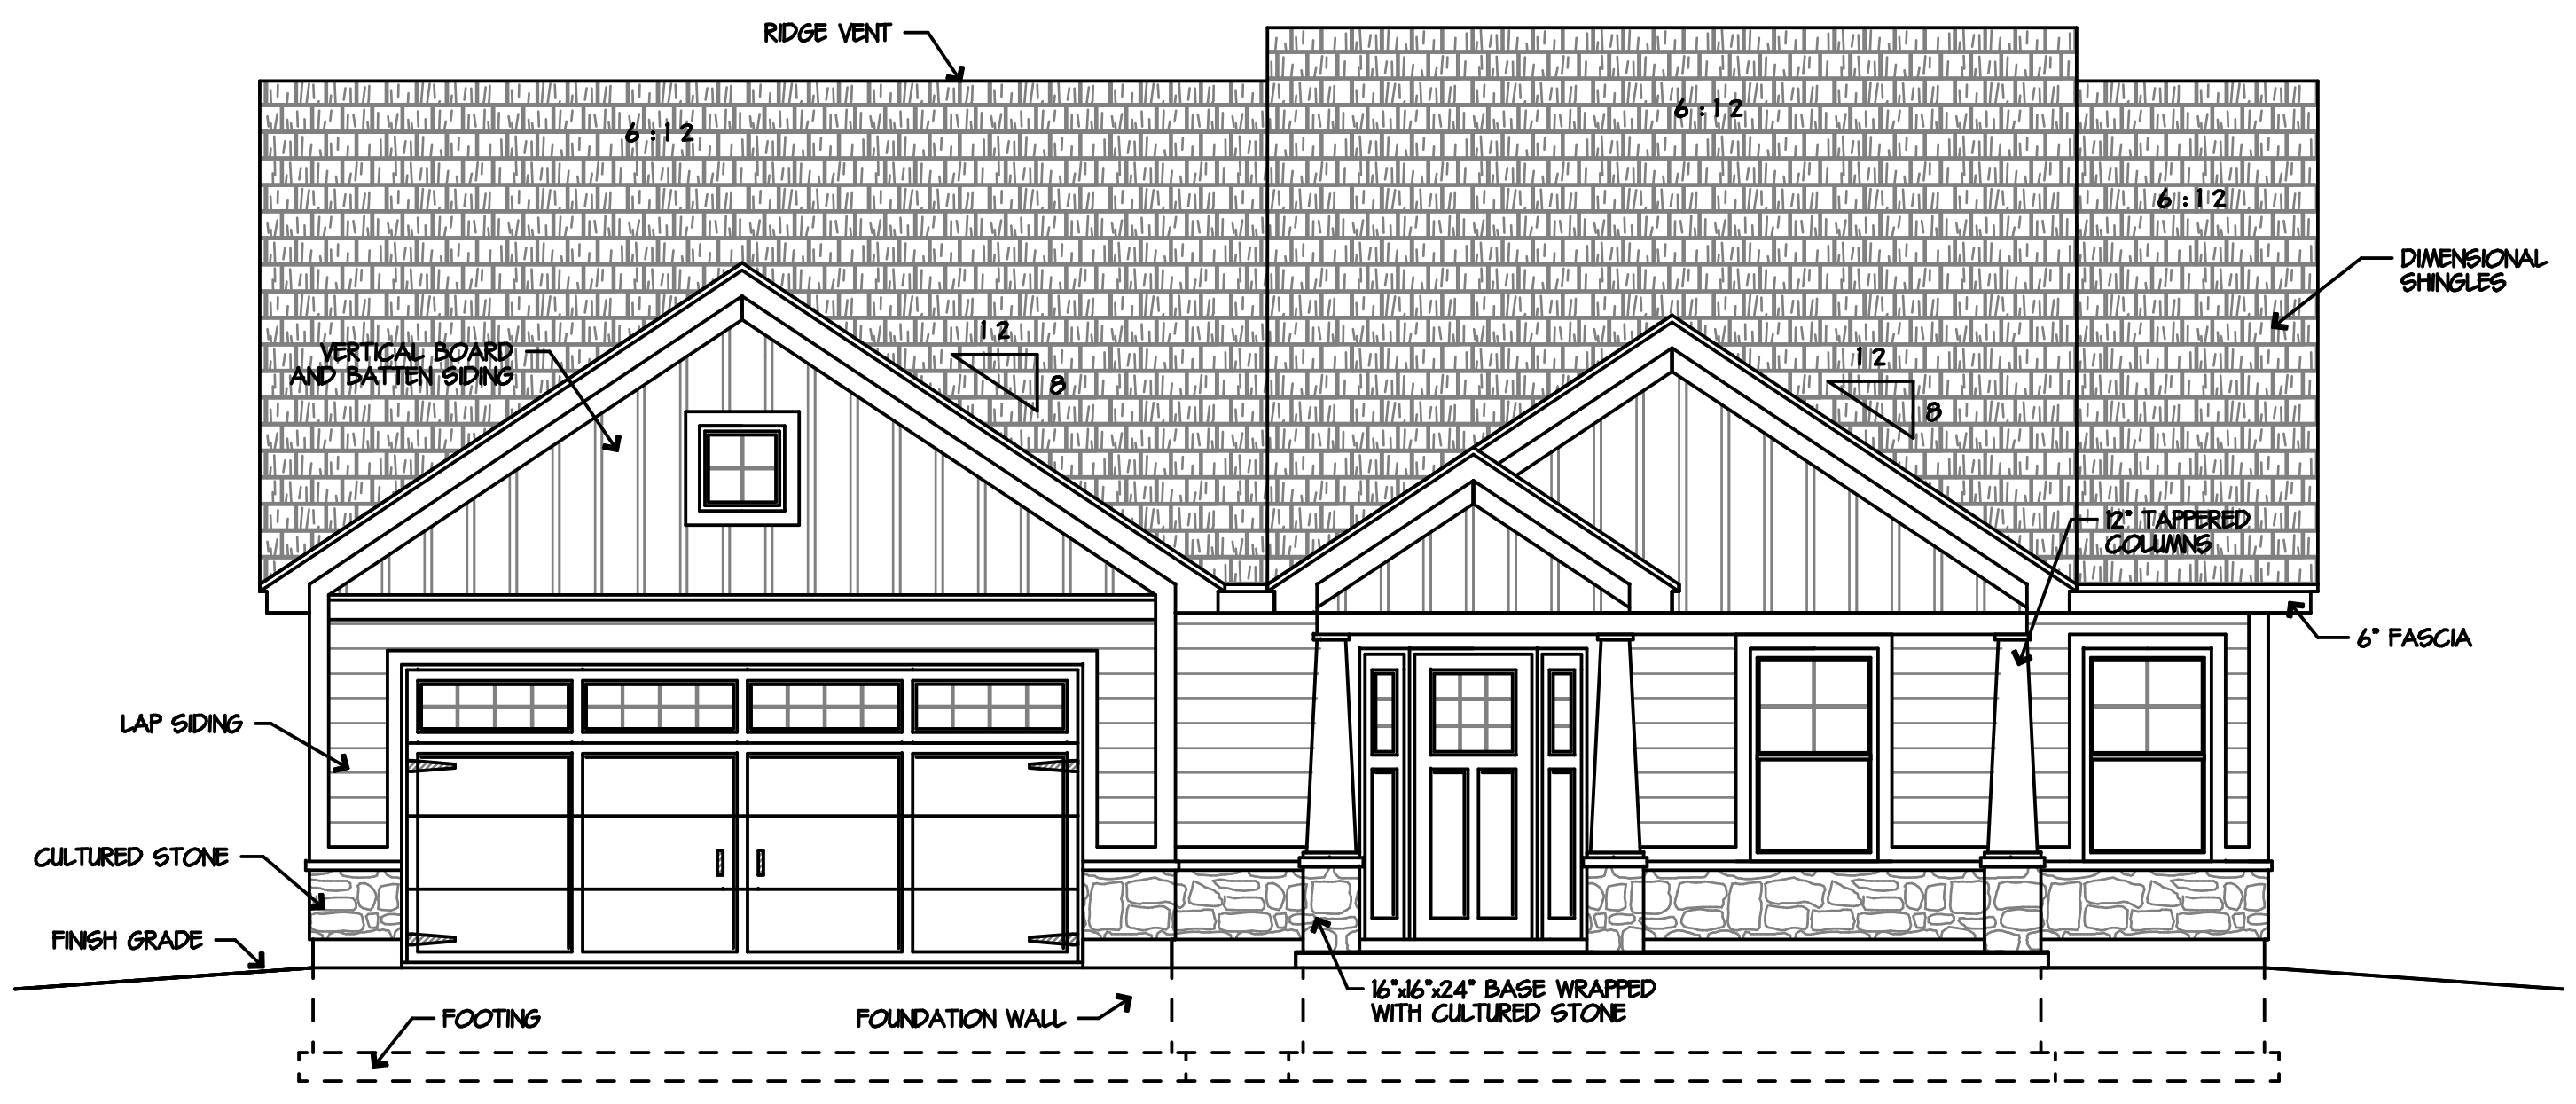 RIDGE VENT
6:12
6:12
6:12
DIMENSIONAL
SHINGLES
12
8
VERTICAL BOARD
AND BATTEN SIDING
12
8
12" TAPPERED
COLUMNS
6" FASCIA
LAP SIDING
CULTURED STONE
FINISH GRADE
16"x16"x24" BASE WRAPPED
WITH CULTURED STONE
FOOTING
FOUNDATION WALL